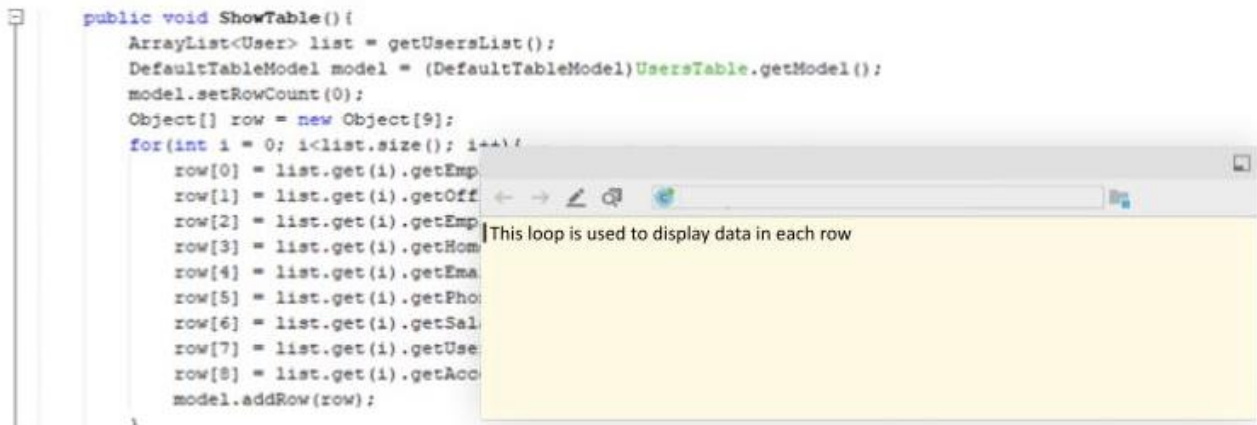 public void ShowTable(){
ArrayList<User> list = getUsersList();
DefaultTableModel model = (DefaultTableModel)UsersTable.getModel();
model.setRowCount(0);
Object[] row = new Object[9];
for(int i = 0; i<list.size(); i++){
row[0] = list.get(i).getEmp
row[1] = list.get(i).getOff
row[2] = list.get(i).getEmp
row[3] = list.get(i).getHom
row[4] = list.get(i).getEma
row[5] = list.get(i).getPho
row[6] = list.get(i).getSal
row[7] = list.get(i).getUse
row[8] = list.get(i).getAcc
model.addRow(row);
}
This loop is used to display data in each row